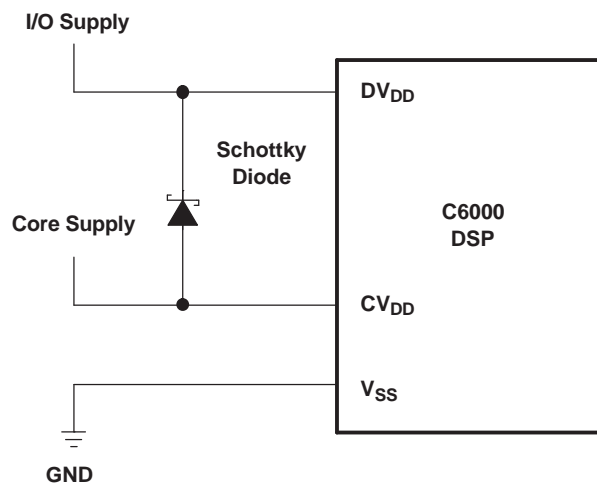 I/O Supply
DVDD
Schottky
Diode
C6000
DSP
Core Supply
CVDD
VSS
GND